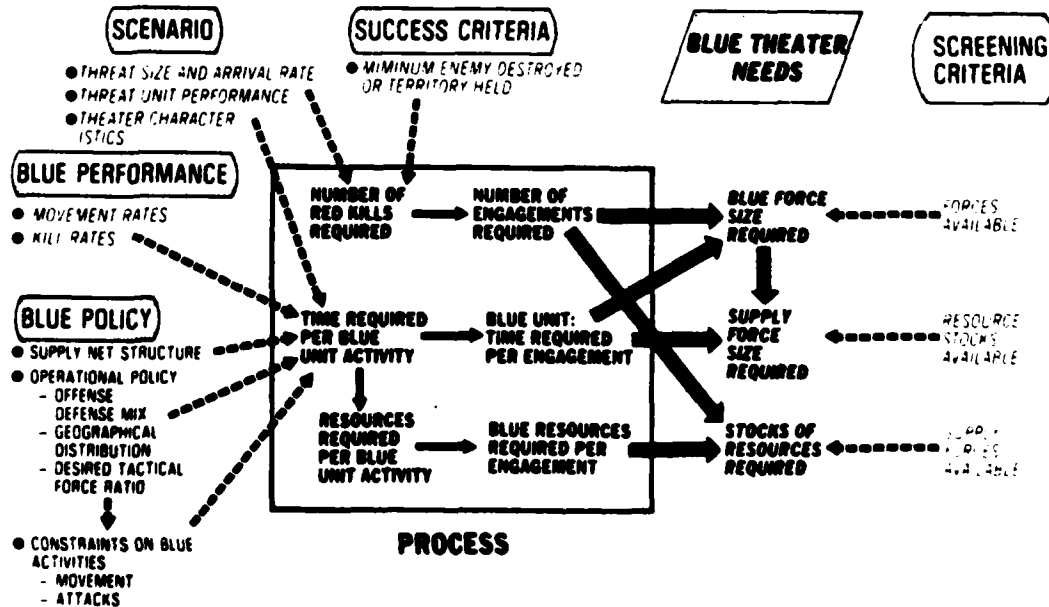 SCENARIO
● THREAT SIZE AND ARRIVAL RATE
● THREAT UNIT PERFORMANCE
● THEATER CHARACTER
ISTICS
SUCCESS CRITERIA
● MIMINUM ENEMY DESTROYED
OR TERRITORY HELD
BLUE THEATER
NEEDS
SCREENING
CRITERIA
BLUE PERFORMANCE
● MOVEMENT RATES
● KILL RATES
BLUE POLICY
● SUPPLY NET STRUCTURE
● OPERATIONAL POLICY
- OFFENSE
DEFENSE MIX
- GEOGRAPHICAL
DISTRIBUTION
- DESIRED TACTICAL
FORCE RATIO
● CONSTRAINTS ON BLUE
ACTIVITIES
- MOVEMENT
- ATTACKS
NUMBER OF
RED KILLS
REQUIRED
NUMBER OF
ENGAGEMENTS
REQUIRED
TIME REQUIRED
PER BLUE
UNIT ACTIVITY
BLUE UNIT:
TIME REQUIRED
PER ENGAGEMENT
RESOURCES
REQUIRED
PER BLUE
UNIT ACTIVITY
BLUE RESOURCES
REQUIRED PER
ENGAGEMENT
PROCESS
BLUE FORCE
SIZE
REQUIRED
SUPPLY
FORCE
SIZE
REQUIRED
STOCKS OF
RESOURCES
REQUIRED
FORCES
AVAILABLE
RESOURCE
STOCKS
AVAILABLE
SUPPLY
FORCES
AVAILABLE